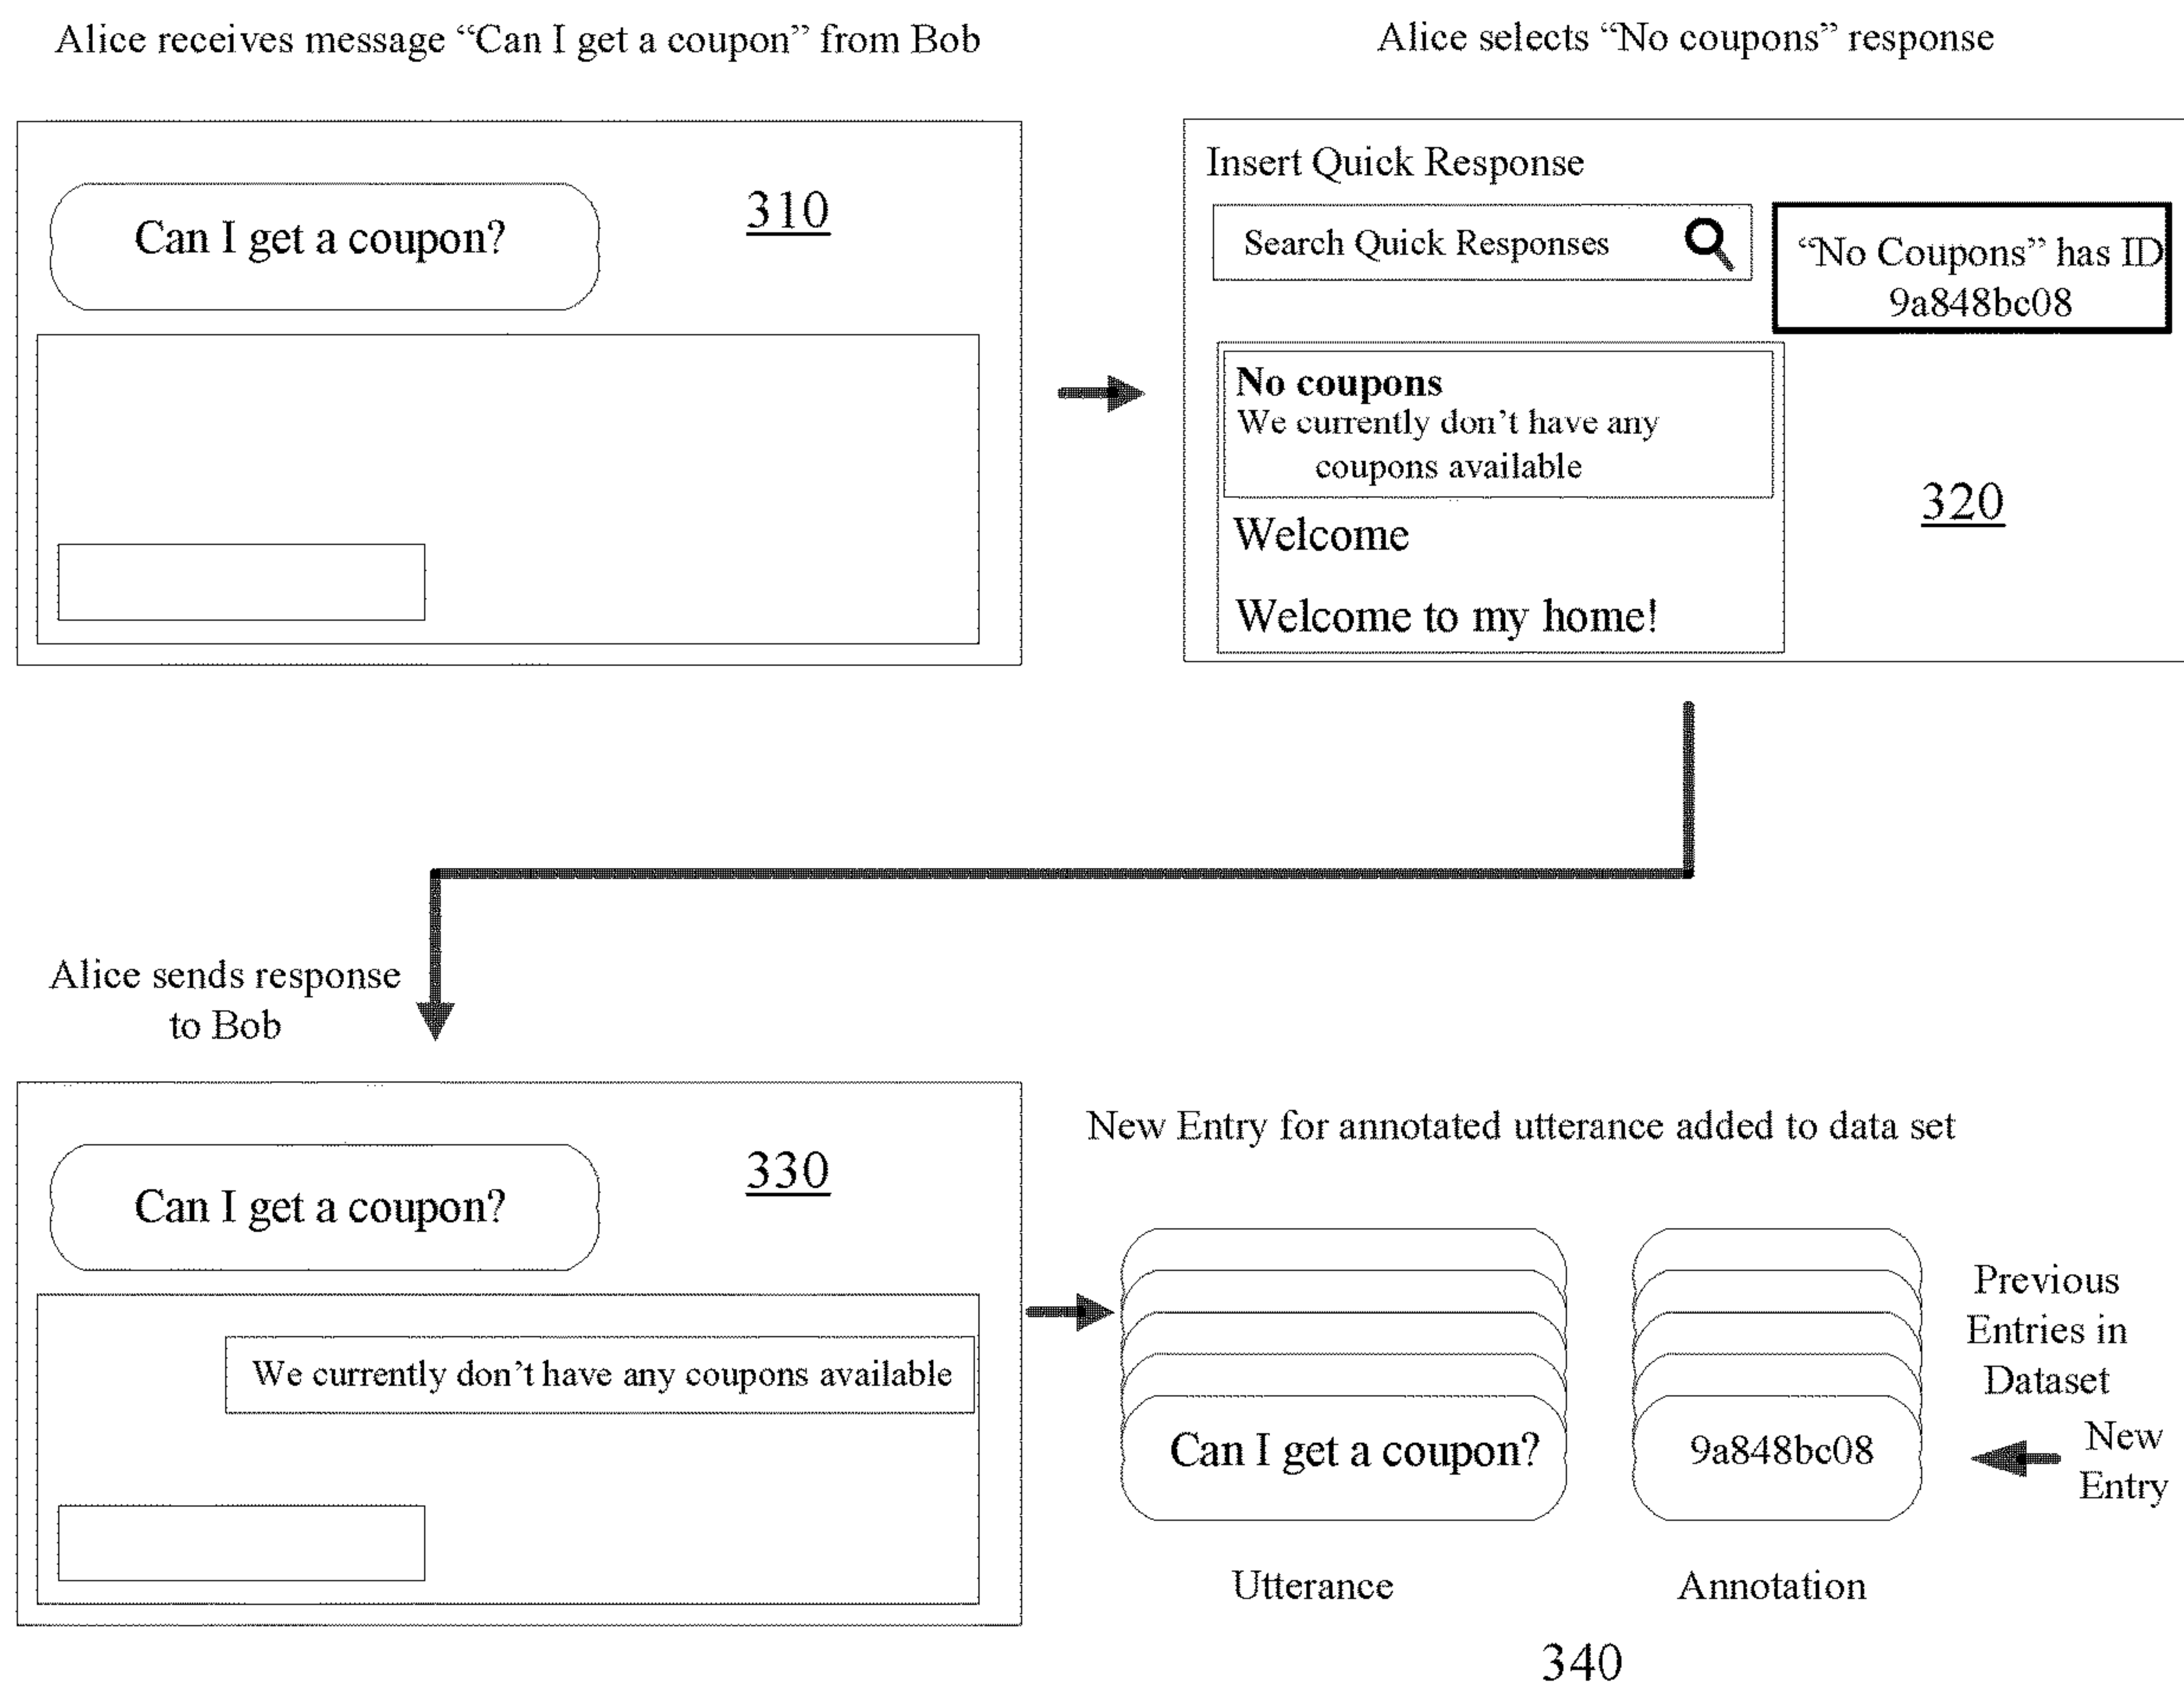 Alice receives message “Can I get a coupon” from Bob
Can I get a coupon?
310
Alice selects “No coupons” response
Insert Quick Response
Search Quick Responses
“No Coupons” has ID
9a848bc08
No coupons
We currently don’t have any
coupons available
Welcome
Welcome to my home!
320
Alice sends response
to Bob
Can I get a coupon?
330
We currently don’t have any coupons available
New Entry for annotated utterance added to data set
Can I get a coupon?
9a848bc08
Previous
Entries in
Dataset
New
Entry
Utterance
Annotation
340